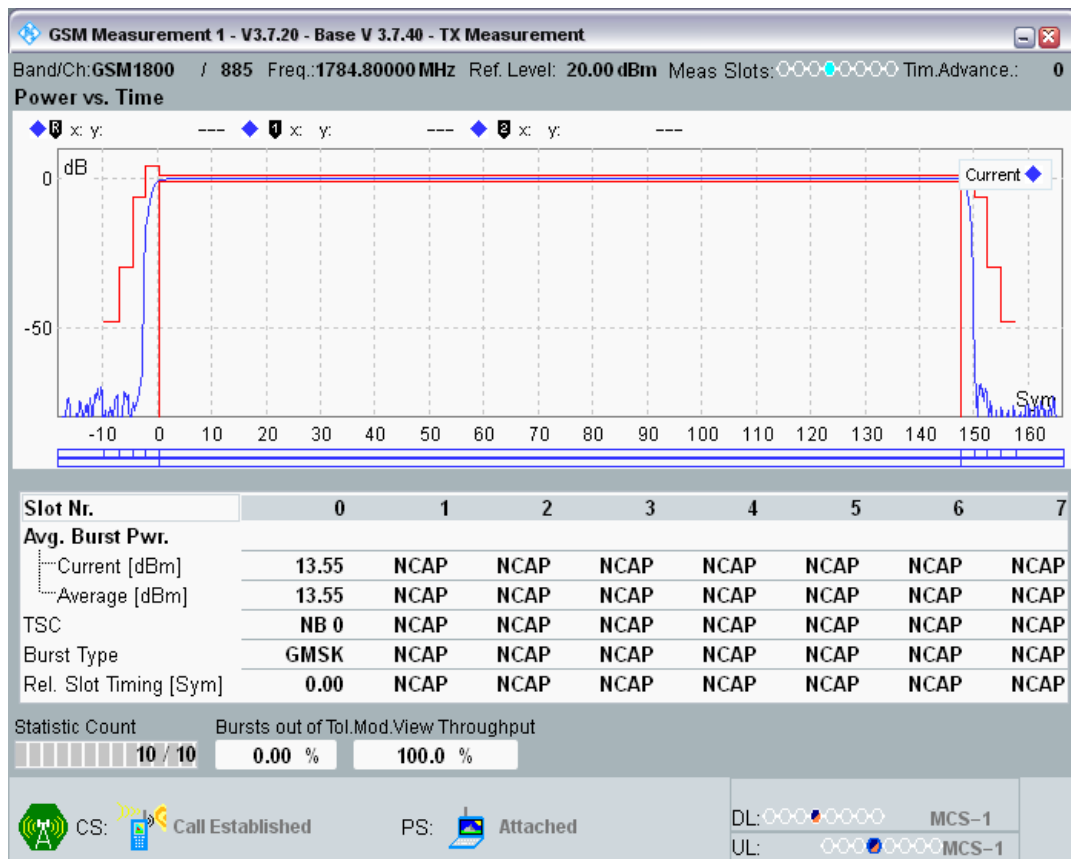 GSM Measurement 1 - V3.7.20 - Base V 3.7.40 - TX Measurement
Band/Ch:GSM1800 / 885 Freq.:1784.80000 MHz Ref. Level: 20.00 dBm Meas Slots: Tim.Advance.: 0
Power vs. Time
R x: y: --- 1 x: y: --- 2 x: y: ---
dB
0
Current
-50
Sym
-10 0 10 20 30 40 50 60 70 80 90 100 110 120 130 140 150 160
Slot Nr. 0 1 2 3 4 5 6 7
Avg. Burst Pwr.
Current [dBm] 13.55 NCAP NCAP NCAP NCAP NCAP NCAP NCAP
Average [dBm] 13.55 NCAP NCAP NCAP NCAP NCAP NCAP NCAP
TSC NB 0 NCAP NCAP NCAP NCAP NCAP NCAP NCAP
Burst Type GMSK NCAP NCAP NCAP NCAP NCAP NCAP NCAP
Rel. Slot Timing [Sym] 0.00 NCAP NCAP NCAP NCAP NCAP NCAP NCAP
Statistic Count Bursts out of Tol.Mod.View Throughput
10 / 10 0.00 % 100.0 %
DL: MCS-1
CS: Call Established PS: Attached
UL: MCS-1